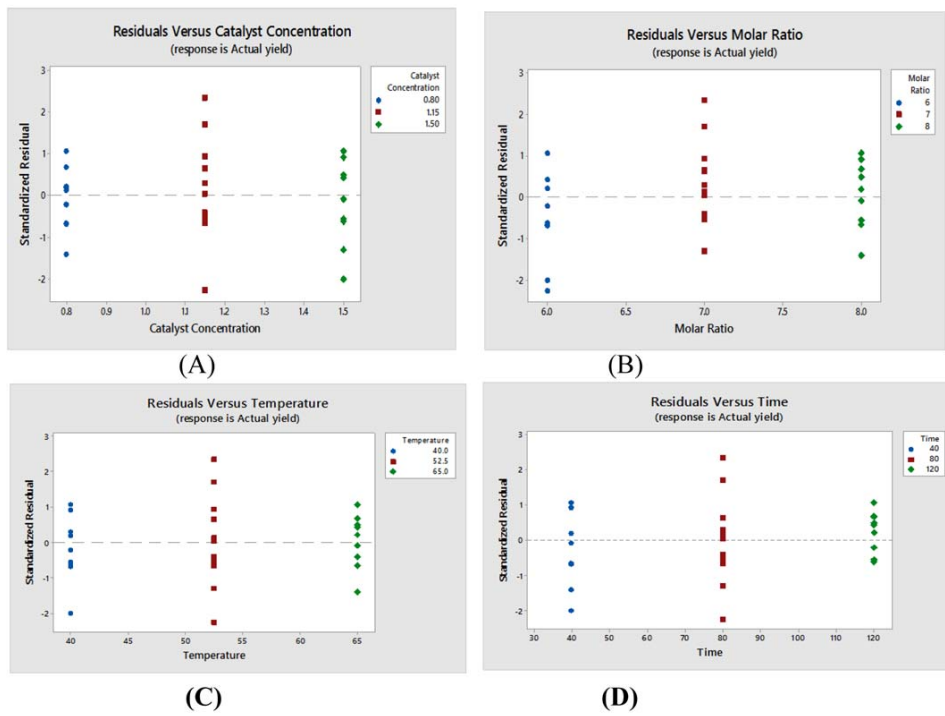 Residuals Versus Catalyst Concentration
(response is Actual yield)
Catalyst
Concentration
0.80
1.15
1.50
Standardized Residual
3
2
1
0
-1
-2
0.8 0.9 1.0 1.1 1.2 1.3 1.4 1.5
Catalyst Concentration
(A)
Residuals Versus Molar Ratio
(response is Actual yield)
Molar
Ratio
6
7
8
Standardized Residual
3
2
1
0
-1
-2
6.0 6.5 7.0 7.5 8.0
Molar Ratio
(B)
Residuals Versus Temperature
(response is Actual yield)
Temperature
40.0
52.5
65.0
Standardized Residual
3
2
1
0
-1
-2
40 45 50 55 60 65
Temperature
(C)
Residuals Versus Time
(response is Actual yield)
Time
40
80
120
Standardized Residual
3
2
1
0
-1
-2
30 40 50 60 70 80 90 100 110 120
Time
(D)